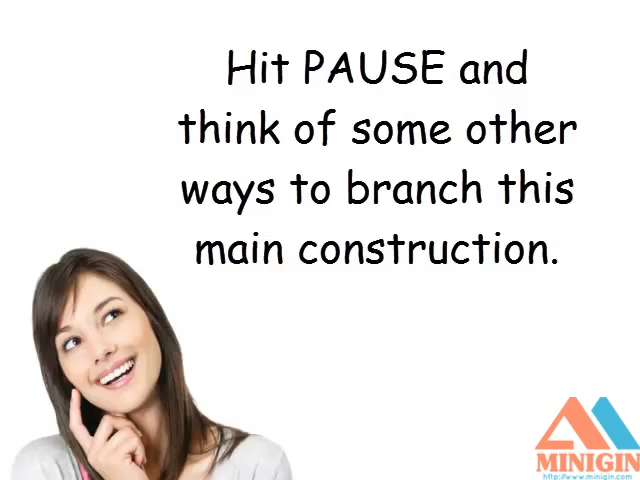 Hit PAUSE and
think of some other
ways to branch this
main construction.
MINIGIN
http://www.minigin.com